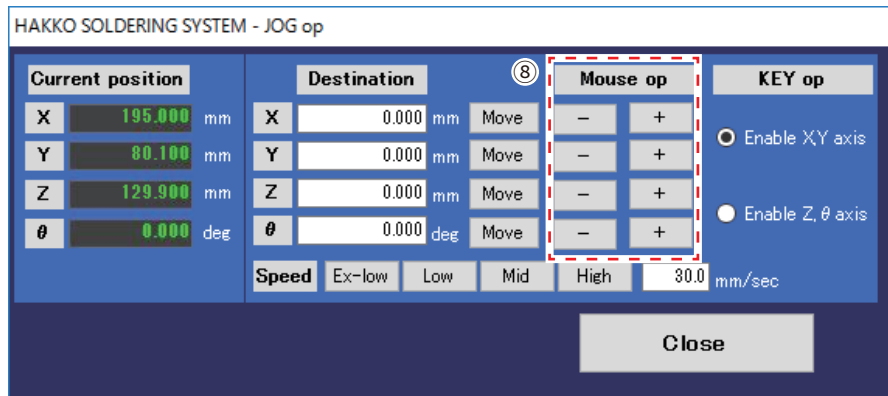 HAKKO SOLDERING SYSTEM - JOG op
Current position Destination ⑧ Mouse op KEY op
X 195.000 mm X 0.000 mm Move - +
Enable X,Y axis
Y 80.100 mm Y 0.000 mm Move - +
Z 129.900 mm Z 0.000 mm Move - +
Enable Z, θ axis
θ 0.000 deg θ 0.000 deg Move - +
Speed Ex-low Low Mid High 30.0 mm/sec
Close